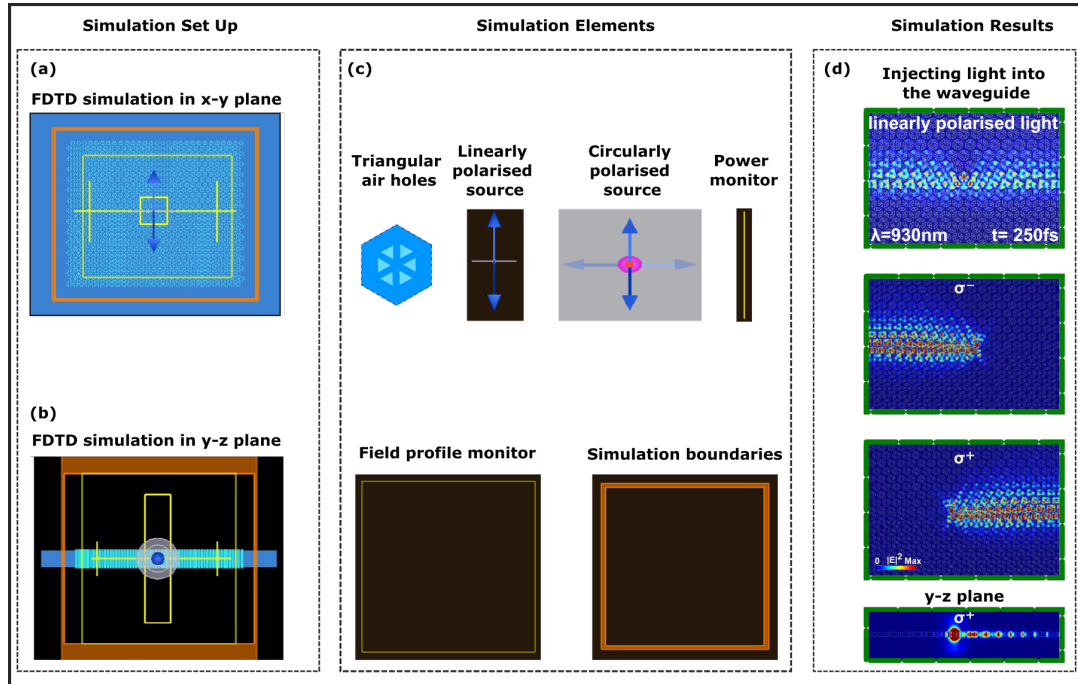 Simulation Set Up
(a)
FDTD simulation in x-y plane
(b)
FDTD simulation in y-z plane
Simulation Elements
(c)
Triangular
air holes
Linearly
polarised
source
Circularly
polarised
source
Power
monitor
Field profile monitor
Simulation boundaries
Simulation Results
(d)
Injecting light into
the waveguide
linearly polarised light
λ=930nm t= 250fs
σ⁻
σ⁺
0 |E|² Max
y-z plane
σ⁺